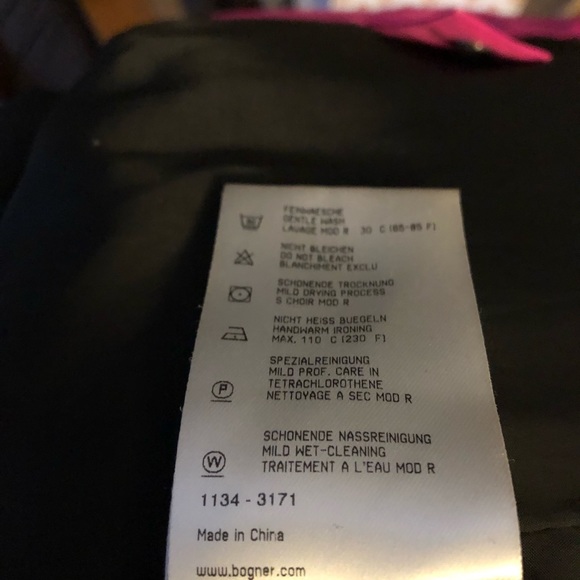 FEINWAESCHE
GENTLE WASH
LAVAGE MOD R 30 C (65-85 F)
NICHT BLEICHEN
DO NOT BLEACH
BLANCHIMENT EXCLU
SCHONENDE TROCKNUNG
MILD DRYING PROCESS
S CHOIR MOD R
NICHT HEISS BUEGELN
HANDWARM IRONING
MAX. 110 C (230 F)
SPEZIALREINIGUNG
MILD PROF. CARE IN
TETRACHLOROTHENE
NETTOYAGE A SEC MOD R
P
SCHONENDE NASSREINIGUNG
MILD WET-CLEANING
TRAITEMENT A L'EAU MOD R
W
1134 - 3171
Made in China
www.bogner.com